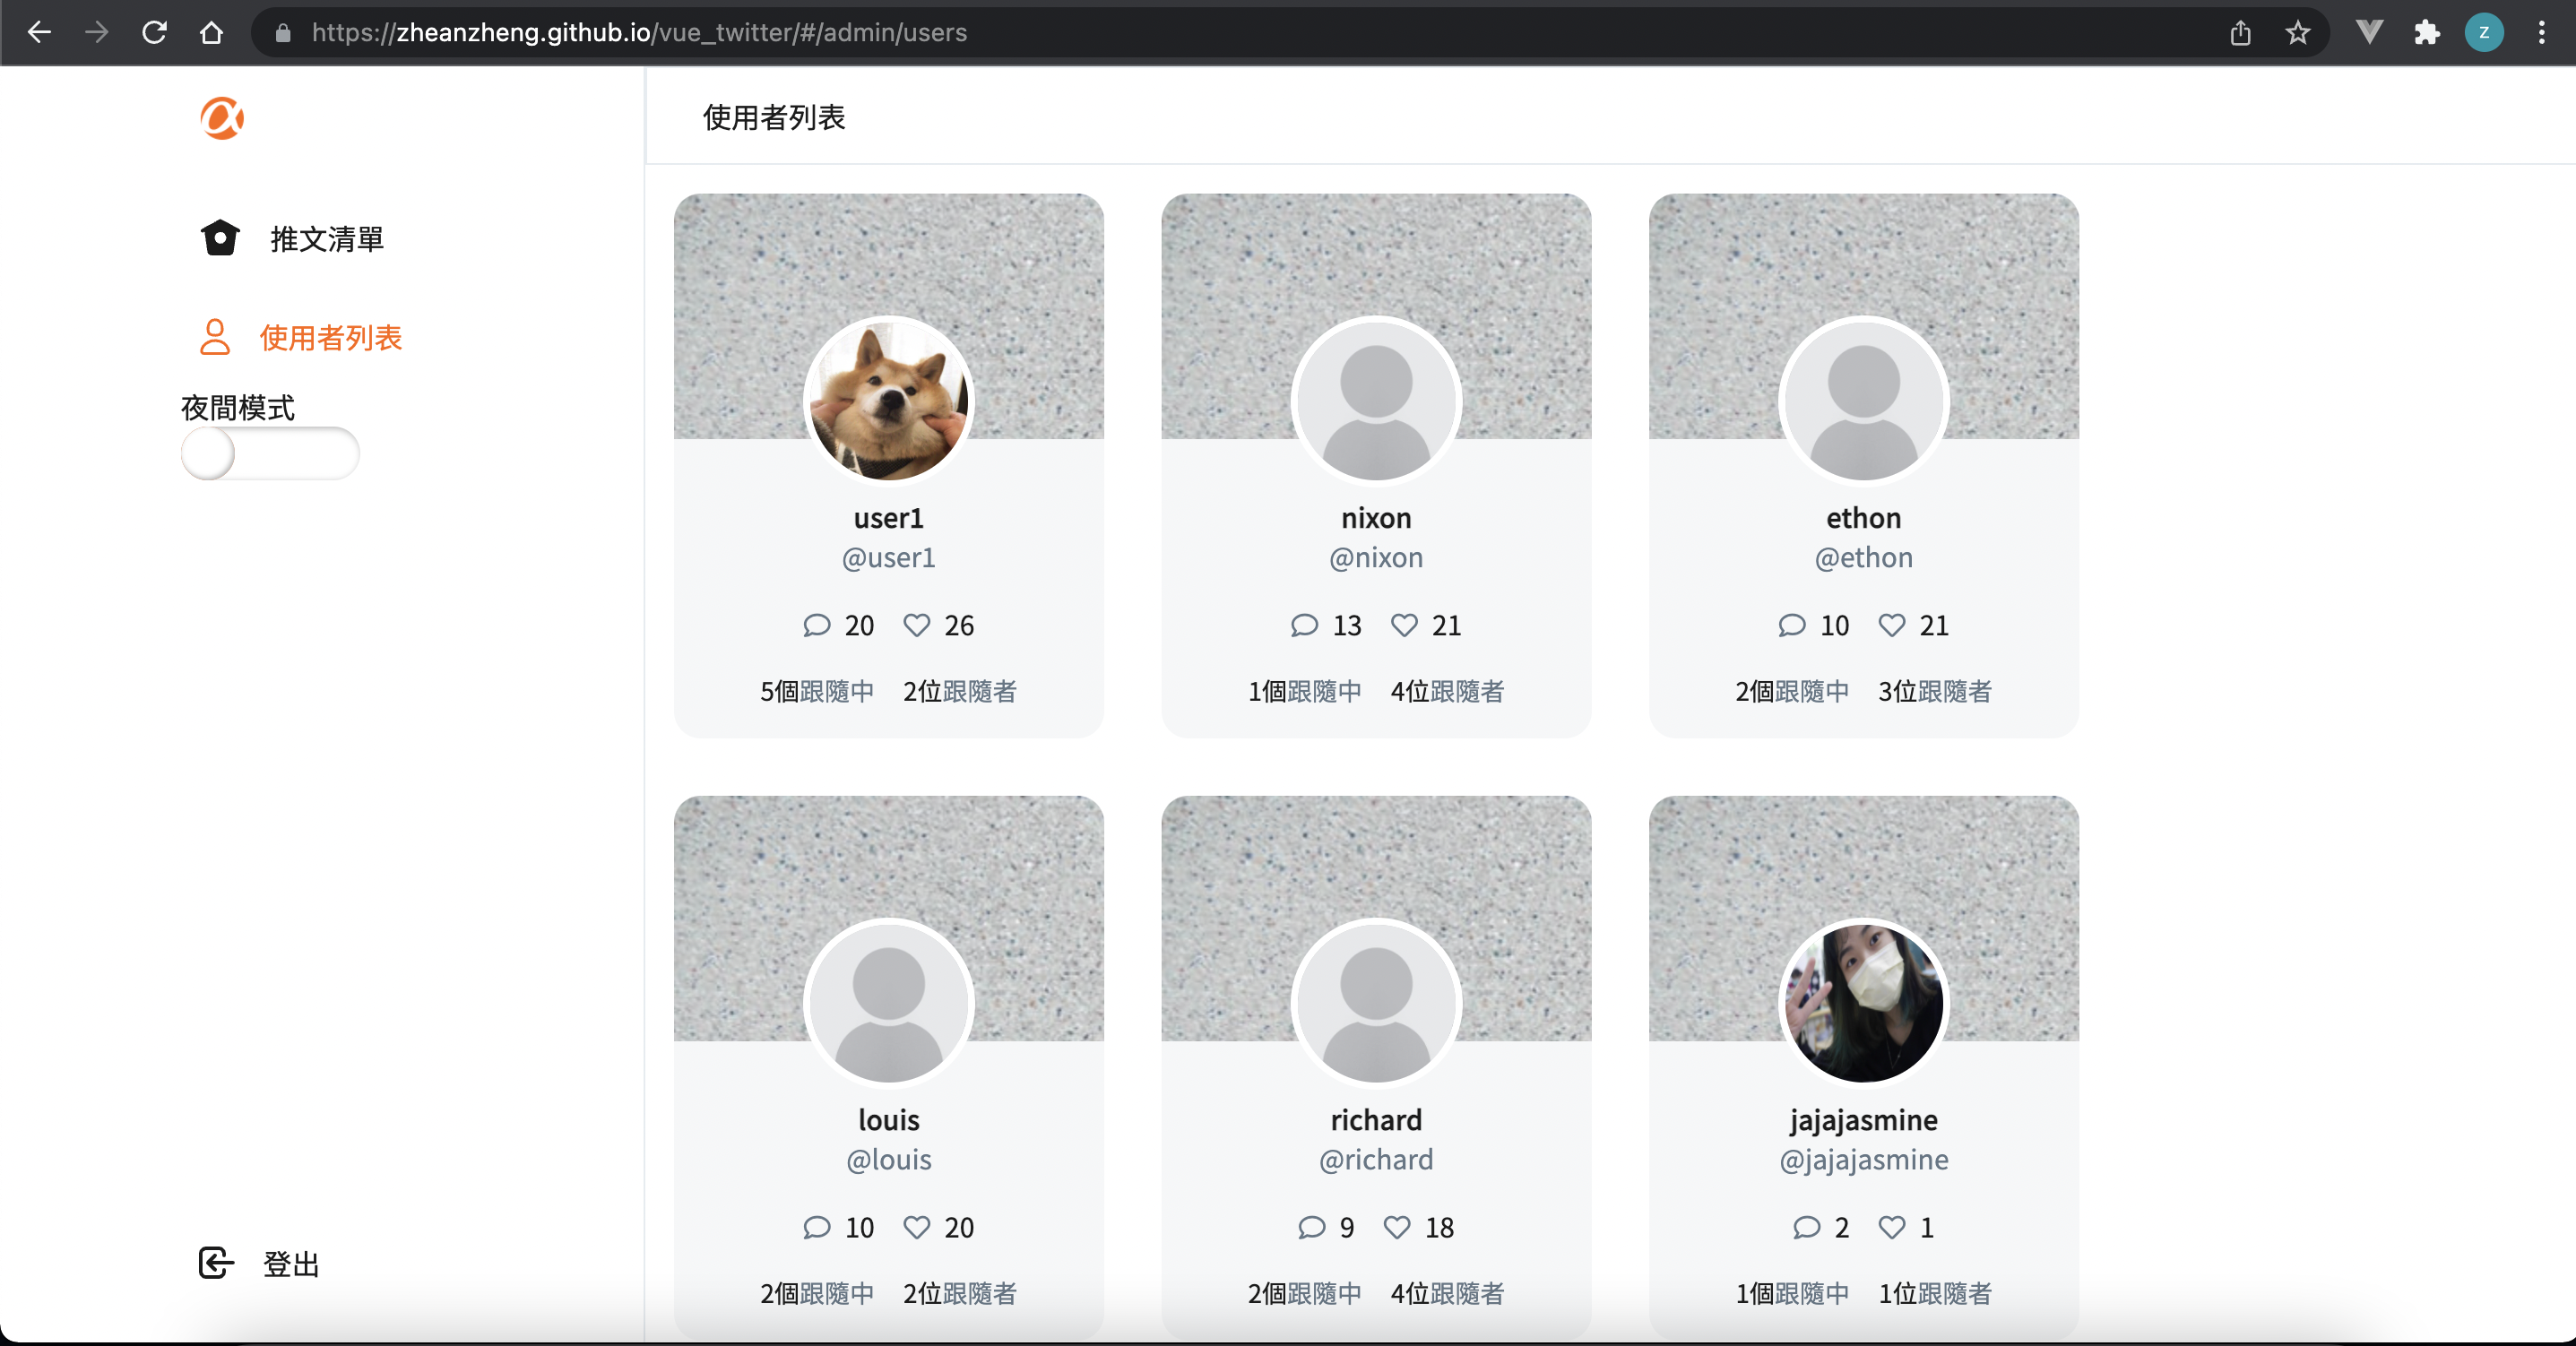 https://zheanzheng.github.io/vue_twitter/#/admin/users
z
使用者列表
推文清單
使用者列表
夜間模式
登出
user1
@user1
20 26
5個跟隨中 2位跟隨者
nixon
@nixon
13 21
1個跟隨中 4位跟隨者
ethon
@ethon
10 21
2個跟隨中 3位跟隨者
louis
@louis
10 20
2個跟隨中 2位跟隨者
richard
@richard
9 18
2個跟隨中 4位跟隨者
jajajasmine
@jajajasmine
2 1
1個跟隨中 1位跟隨者